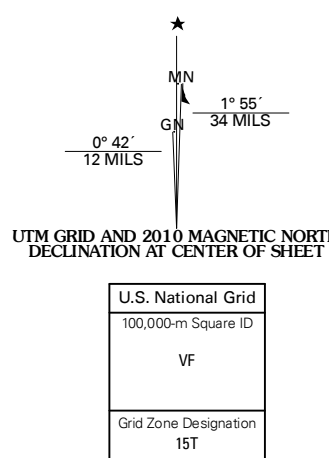 MN
1° 55´
34 MILS
GN
0° 42´
12 MILS
UTM GRID AND 2010 MAGNETIC NORT
DECLINATION AT CENTER OF SHEET
U.S. National Grid
100,000-m Square ID
VF
Grid Zone Designation
15T